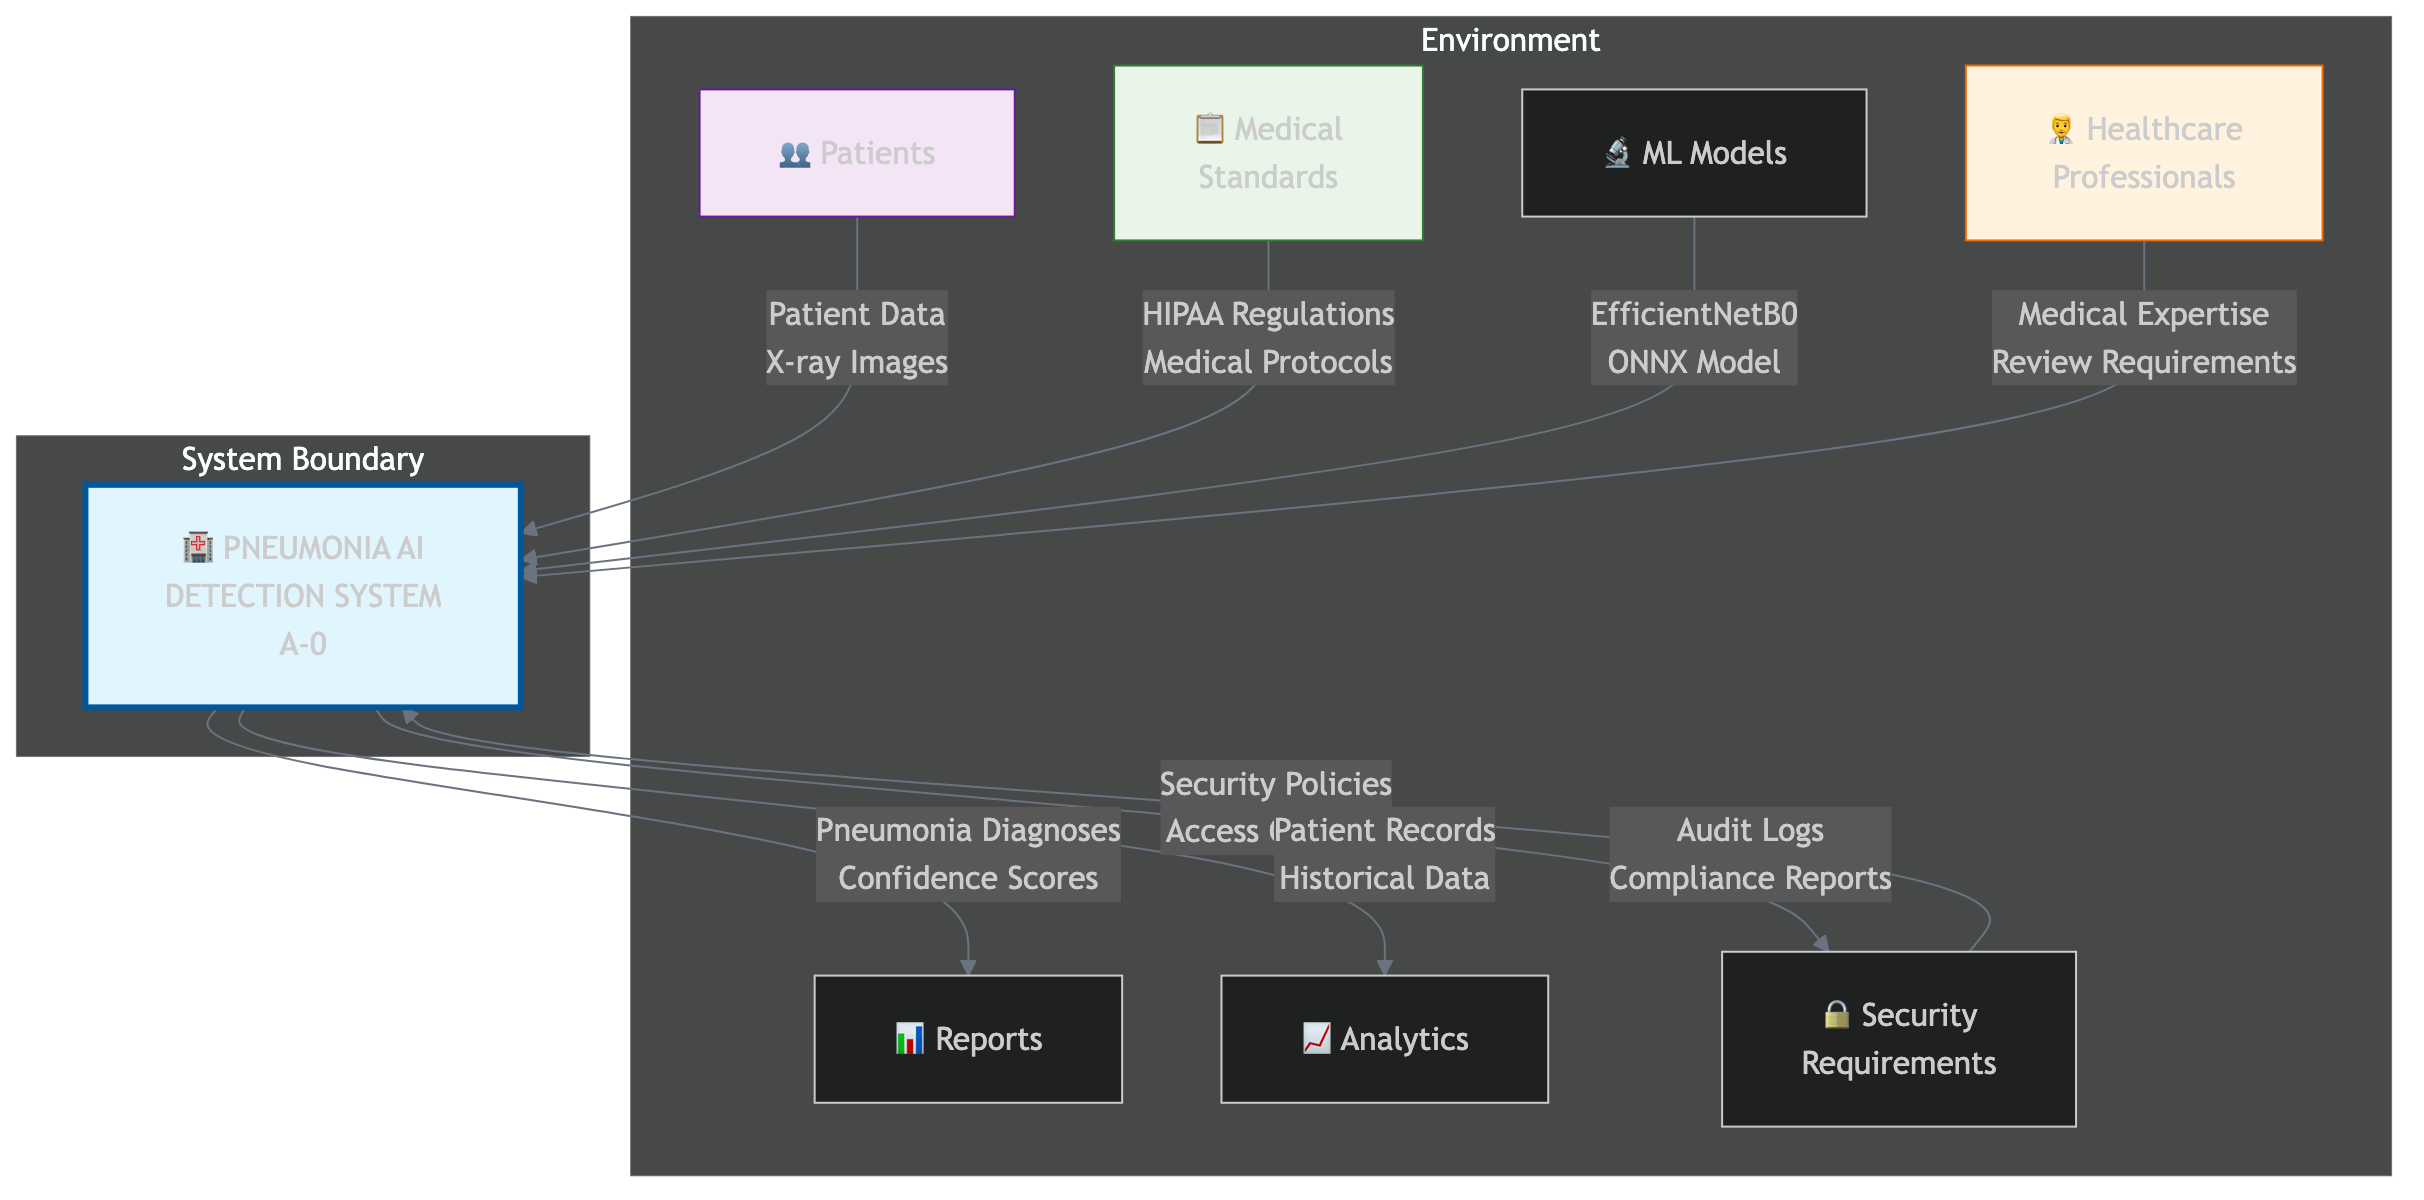 Environment
👥 Patients
📋 Medical
Standards
🔬 ML Models
👨‍⚕️ Healthcare
Professionals
Patient Data
X-ray Images
HIPAA Regulations
Medical Protocols
EfficientNetB0
ONNX Model
Medical Expertise
Review Requirements
System Boundary
🏥 PNEUMONIA AI
DETECTION SYSTEM
A-0
Security Policies
Access
Pneumonia Diagnoses
Confidence Scores
Patient Records
Historical Data
Audit Logs
Compliance Reports
📊 Reports
📈 Analytics
🔒 Security
Requirements